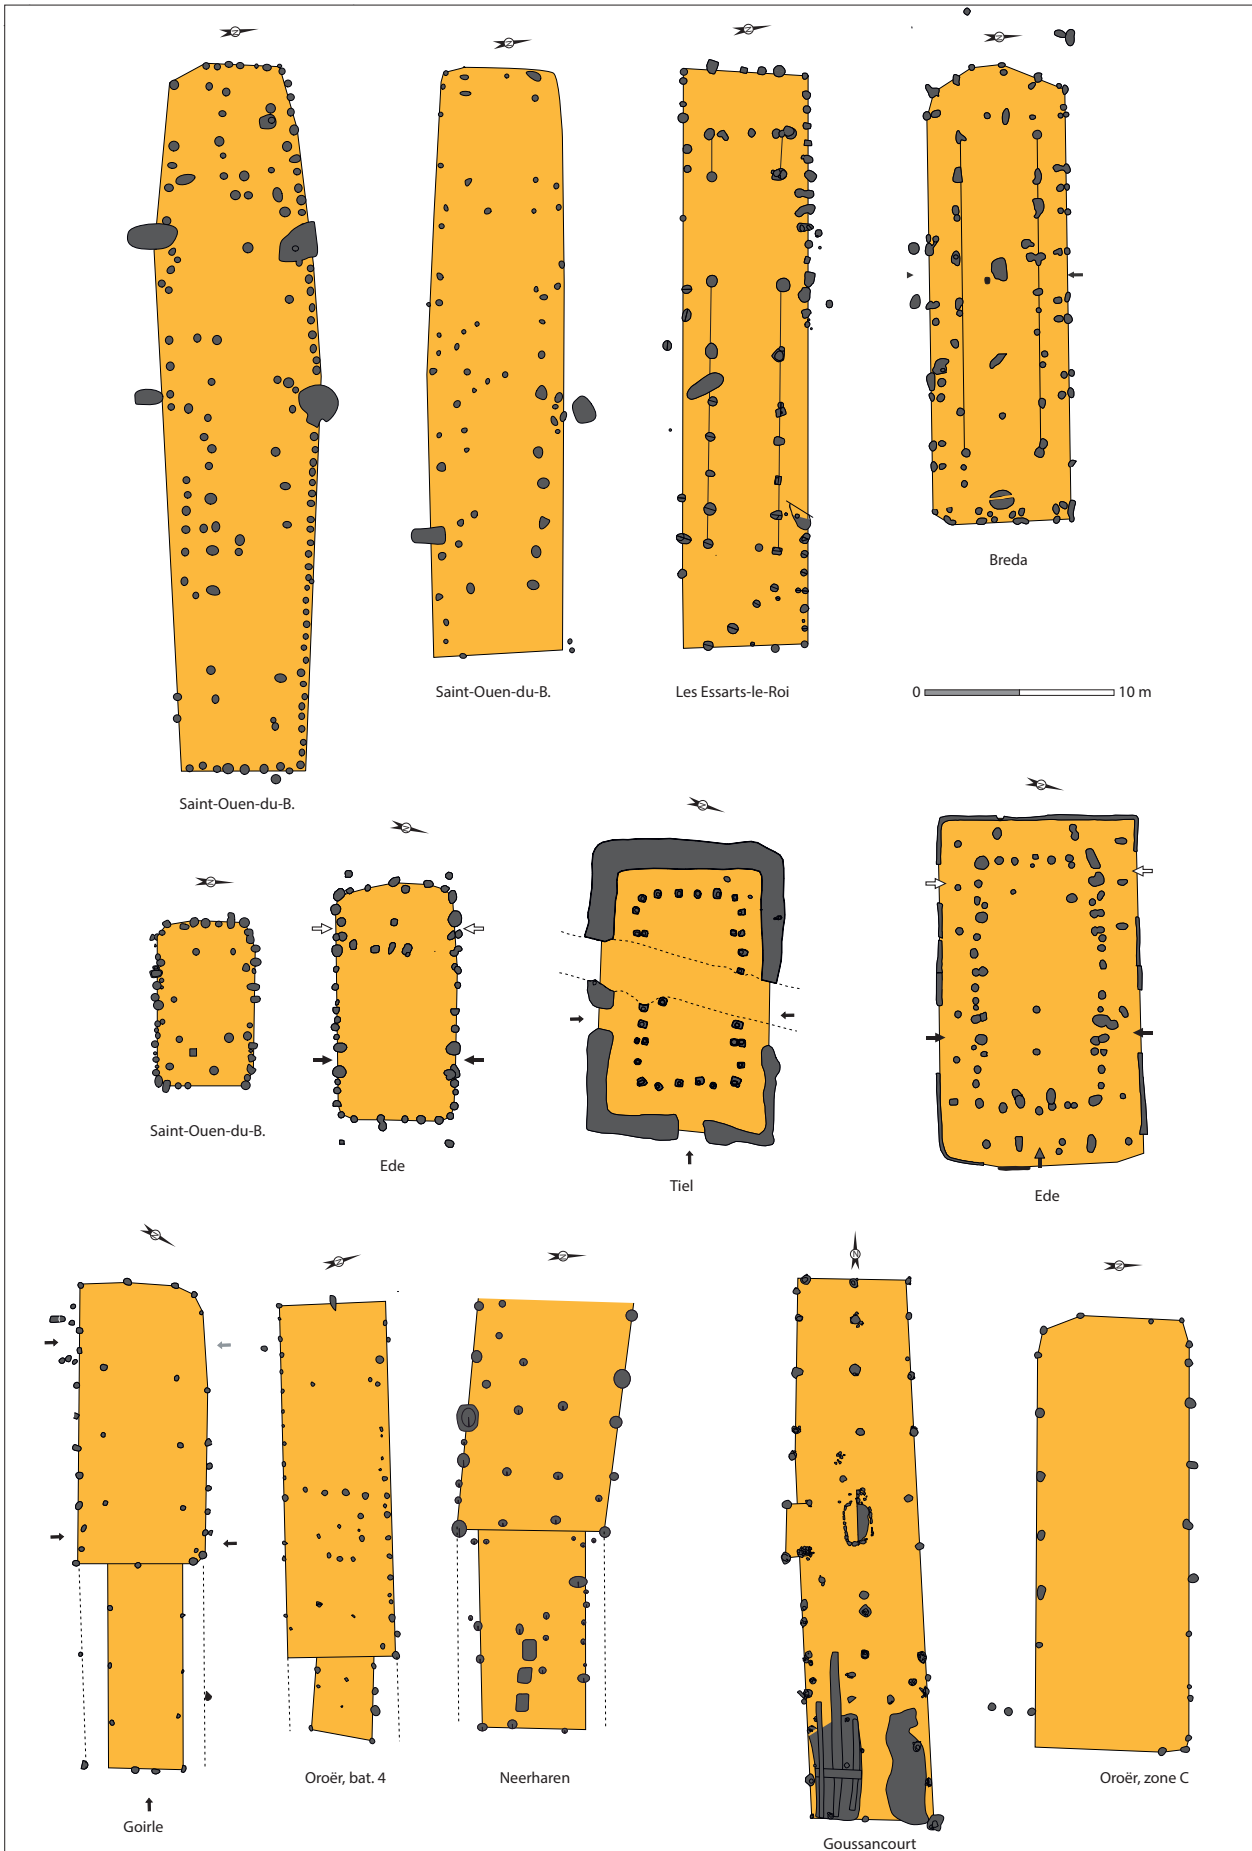 Saint-Ouen-du-B.
Saint-Ouen-du-B.
Les Essarts-le-Roi
Breda
0 10 m
Saint-Ouen-du-B.
Ede
Tiel
Ede
Goirle
Oroër, bat. 4
Neerharen
Goussancourt
Oroër, zone C
N
N
N
N
N
N
N
N
N
N
N
N
N